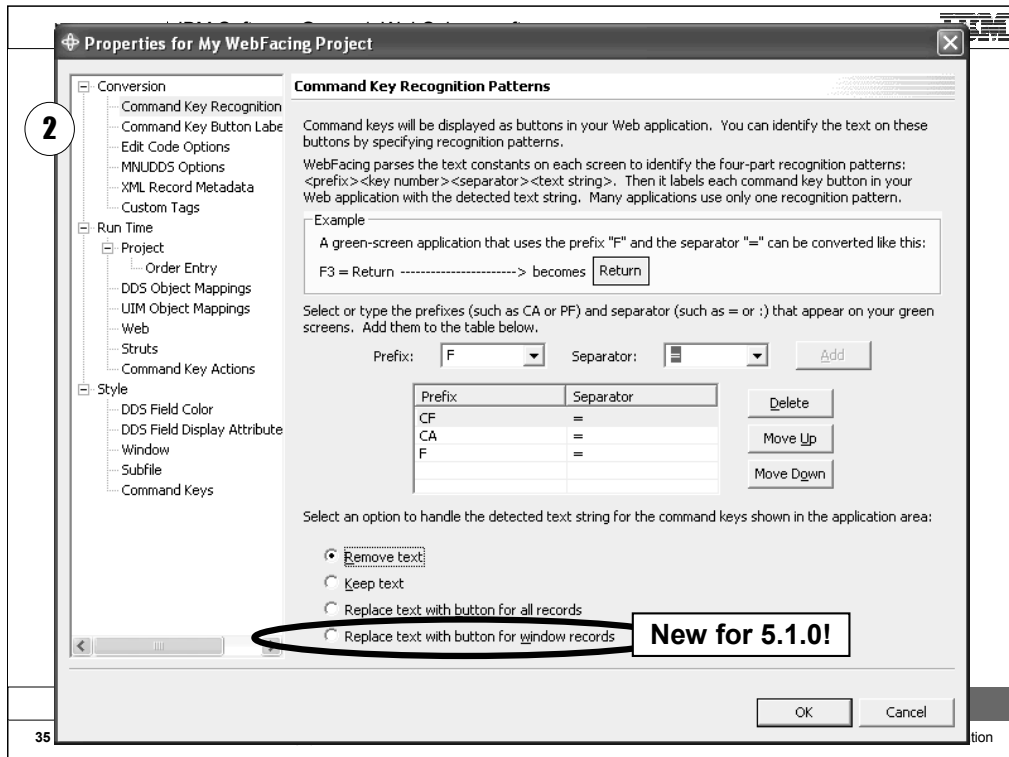 IBM
Properties for My WebFacing Project
2
Conversion
Command Key Recognition
Command Key Button Labe
Edit Code Options
MNUDDS Options
XML Record Metadata
Custom Tags
Run Time
Project
Order Entry
DDS Object Mappings
UIM Object Mappings
Web
Struts
Command Key Actions
Style
DDS Field Color
DDS Field Display Attribute
Window
Subfile
Command Keys
Command Key Recognition Patterns
Command keys will be displayed as buttons in your Web application. You can identify the text on these
buttons by specifying recognition patterns.
WebFacing parses the text constants on each screen to identify the four-part recognition patterns:
<prefix><key number><separator><text string>. Then it labels each command key button in your
Web application with the detected text string. Many applications use only one recognition pattern.
Example
A green-screen application that uses the prefix "F" and the separator "=" can be converted like this:
F3 = Return -----------------------> becomes Return
Select or type the prefixes (such as CA or PF) and separator (such as = or :) that appear on your green
screens. Add them to the table below.
Prefix: F Separator: = Add
Prefix Separator
CF =
CA =
F =
Delete
Move Up
Move Down
Select an option to handle the detected text string for the command keys shown in the application area:
Remove text
Keep text
Replace text with button for all records
Replace text with button for window records
New for 5.1.0!
OK Cancel
35
tion